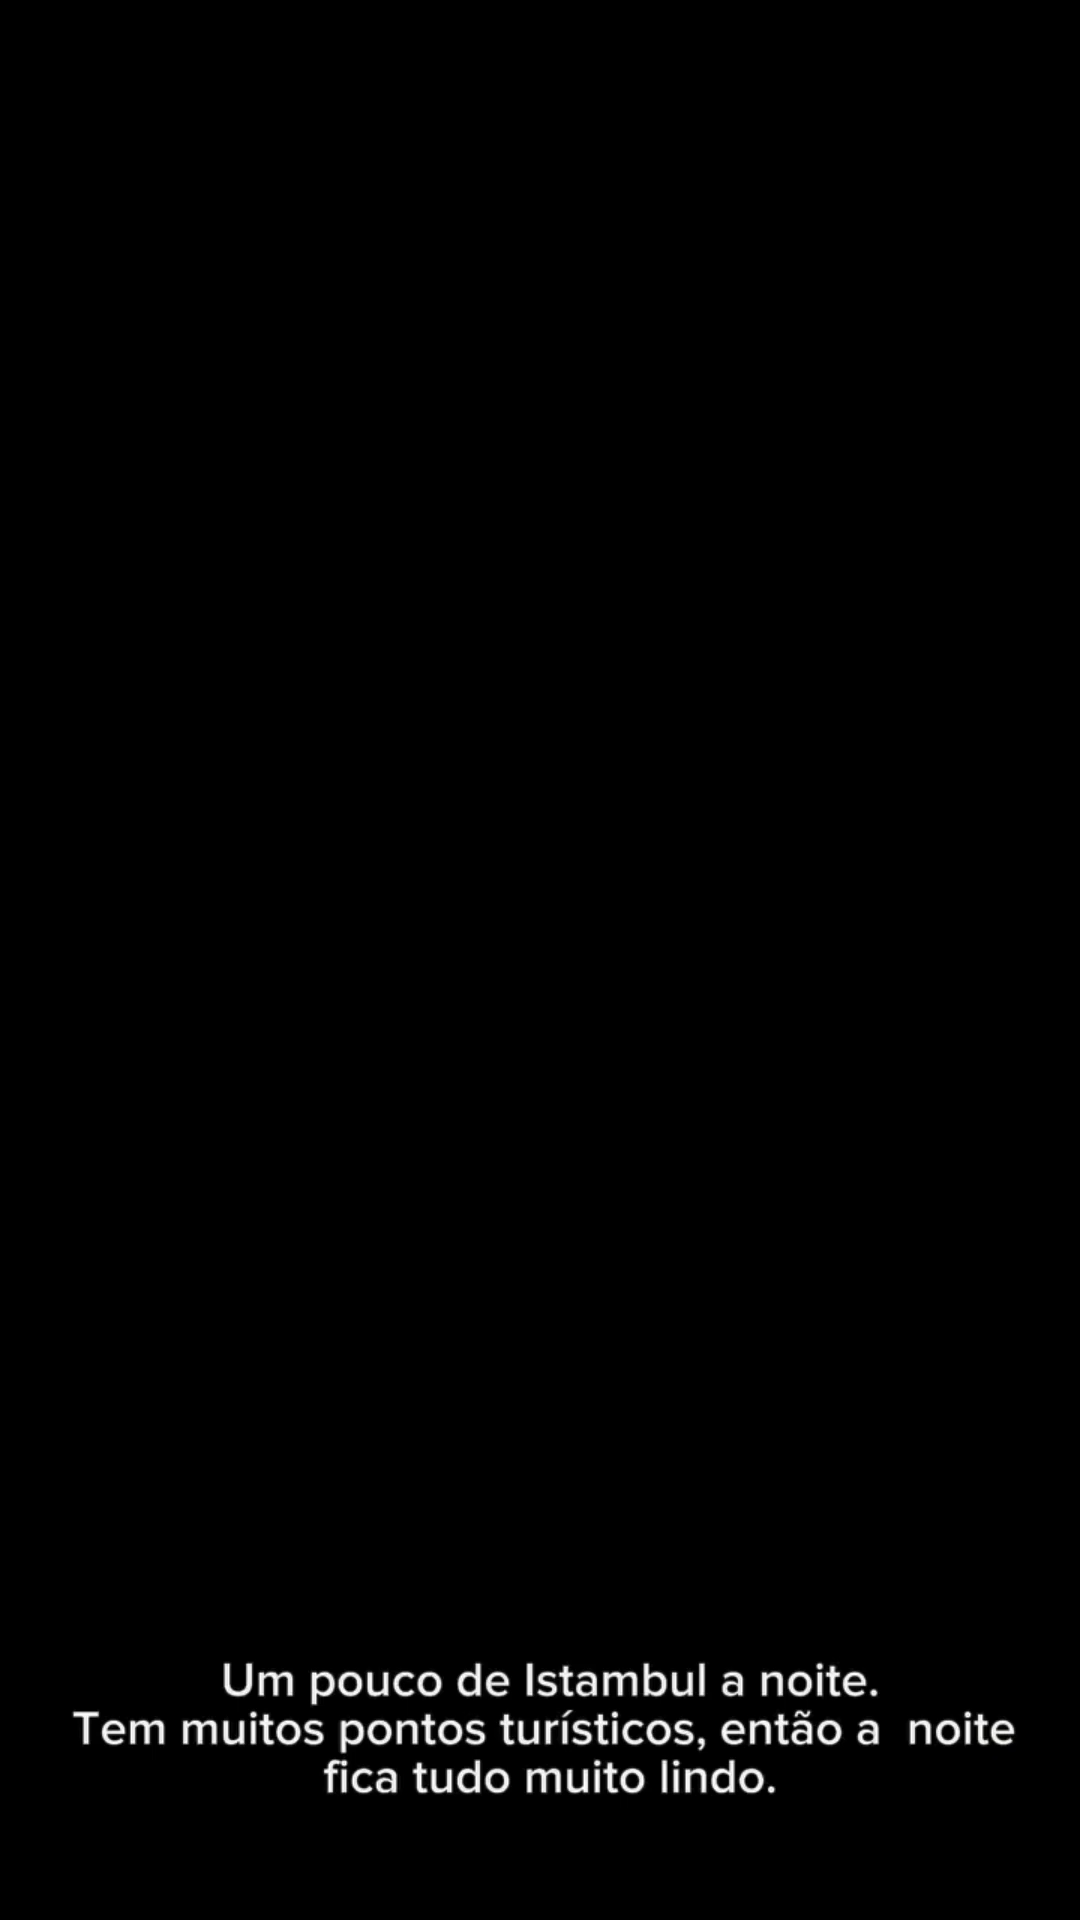 Um pouco de Istambul a noite.
Tem muitos pontos turísticos, então a  noite
fica tudo muito lindo.